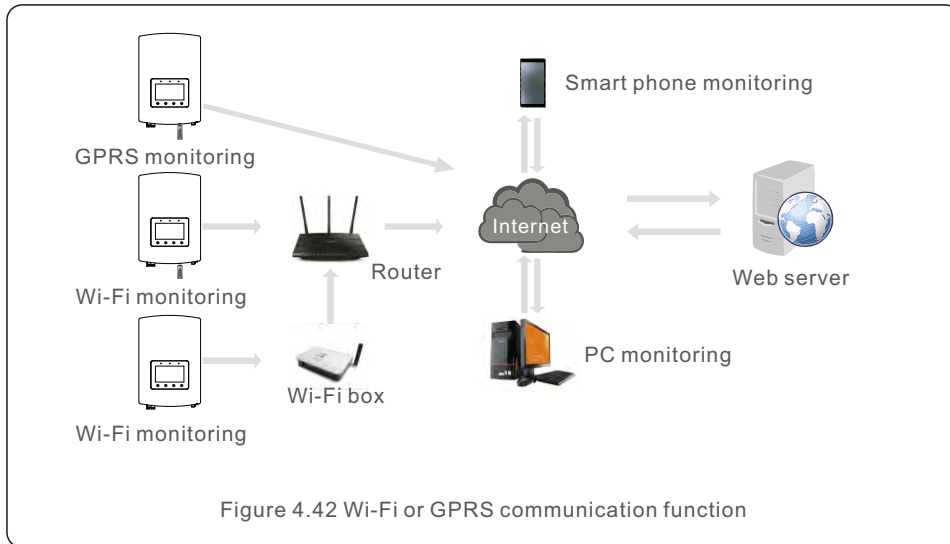 Smart phone monitoring
GPRS monitoring
Internet
Router
Web server
Wi-Fi monitoring
PC monitoring
Wi-Fi box
Wi-Fi monitoring
Figure 4.42 Wi-Fi or GPRS communication function